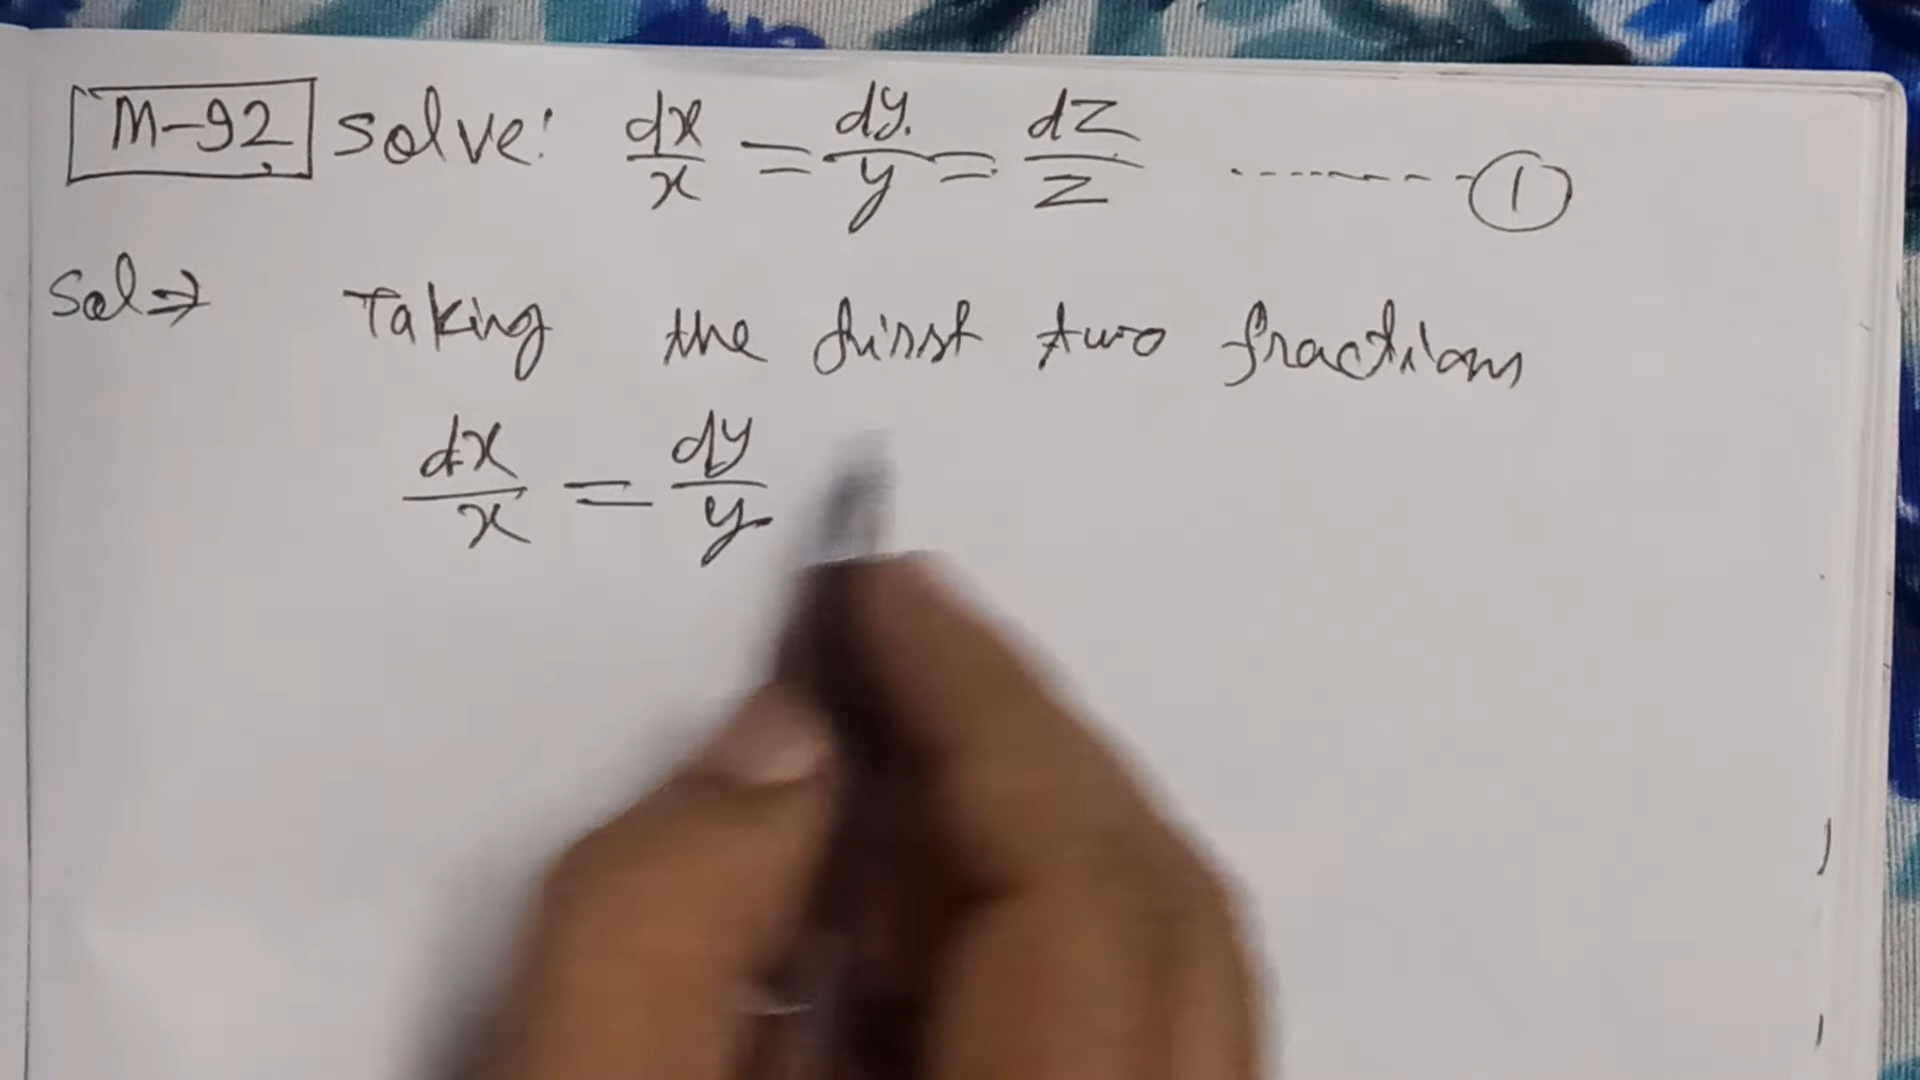 M-92 solve: dx/x = dy/y = dz/z -------- ①
Sol⇒ Taking the first two fractions
dx/x = dy/y